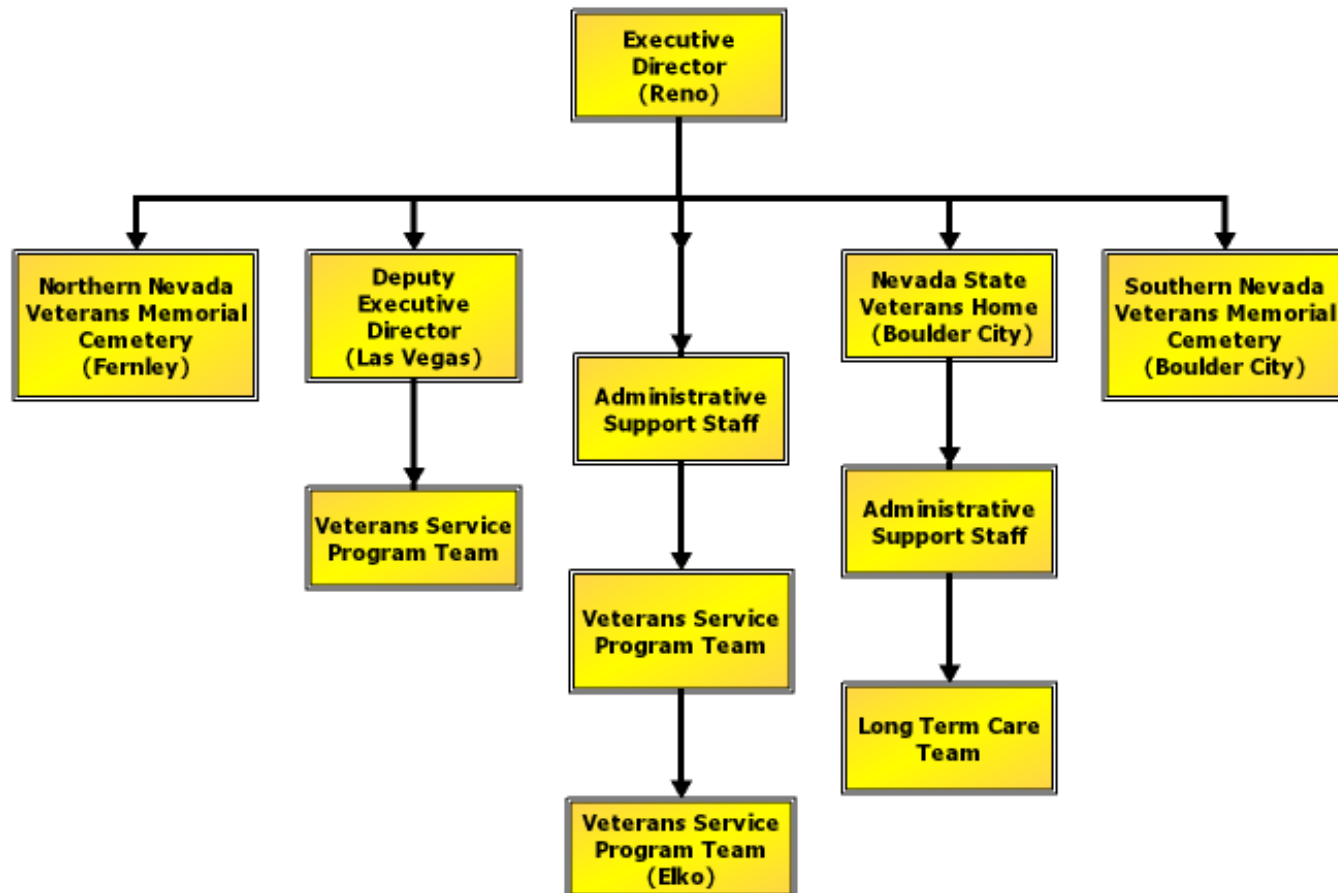 Executive
Director
(Reno)
Northern Nevada
Veterans Memorial
Cemetery
(Fernley)
Deputy
Executive
Director
(Las Vegas)
Nevada State
Veterans Home
(Boulder City)
Southern Nevada
Veterans Memorial
Cemetery
(Boulder City)
Administrative
Support Staff
Veterans Service
Program Team
Administrative
Support Staff
Veterans Service
Program Team
Long Term Care
Team
Veterans Service
Program Team
(Elko)